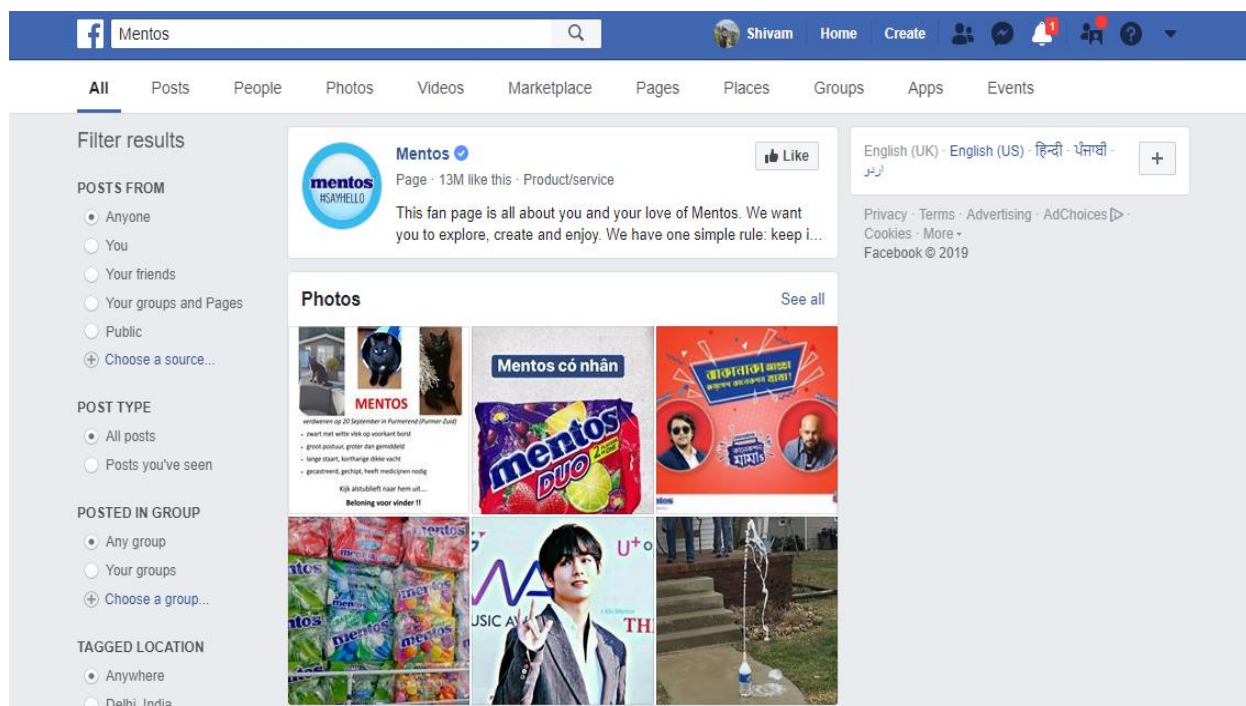 f Mentos
Shivam Home Create 1
All Posts People Photos Videos Marketplace Pages Places Groups Apps Events
Filter results
POSTS FROM
Anyone
You
Your friends
Your groups and Pages
Public
Choose a source...
POST TYPE
All posts
Posts you've seen
POSTED IN GROUP
Any group
Your groups
Choose a group...
TAGGED LOCATION
Anywhere
Delhi, India
mentos
#SAYHELLO
Mentos
Like
Page · 13M like this · Product/service
This fan page is all about you and your love of Mentos. We want
you to explore, create and enjoy. We have one simple rule: keep i...
Photos
See all
MENTOS
verdwenen op 20 September in Purmerend (Purmer-Zuid)
zwart met witte vlek op voorkant borst
groot postuur, groter dan gemiddeld
lange staart, kortharige dikke vacht
gecastreerd, gechipt, heeft medicijnen nodig
Kijk alstublieft naar hem uit....
Beloning voor vinder !!
Mentos có nhân
mentos
DUO
ঝাকানাকা আড্ডা
mentos
mentos
mentos
mentos
U+
MUSIC
TH
English (UK) · English (US) · हिन्दी · ਪੰਜਾਬੀ ·
اردو
Privacy · Terms · Advertising · AdChoices ·
Cookies · More
Facebook © 2019